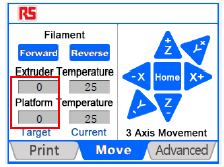 RS
Filament
Forward Reverse
Extruder Temperature
0 25
Platform Temperature
0 25
Target Current
+ Z Y+
-X Home X+
-Y Z -
3 Axis Movement
Print Move Advanced